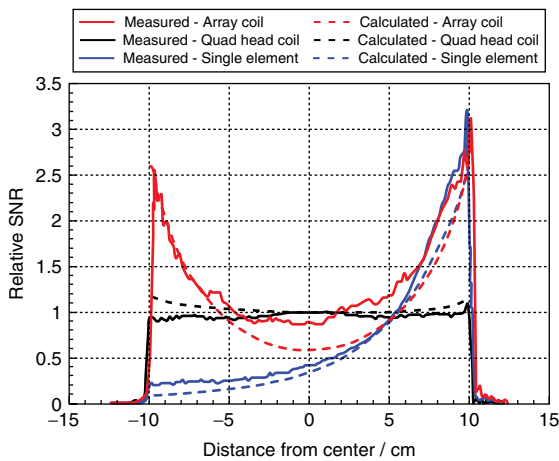 Measured - Array coil Calculated - Array coil
Measured - Quad head coil Calculated - Quad head coil
Measured - Single element Calculated - Single element
3.5
3
2.5
2
1.5
1
0.5
0
Relative SNR
−15 −10 −5 0 5 10 15
Distance from center / cm